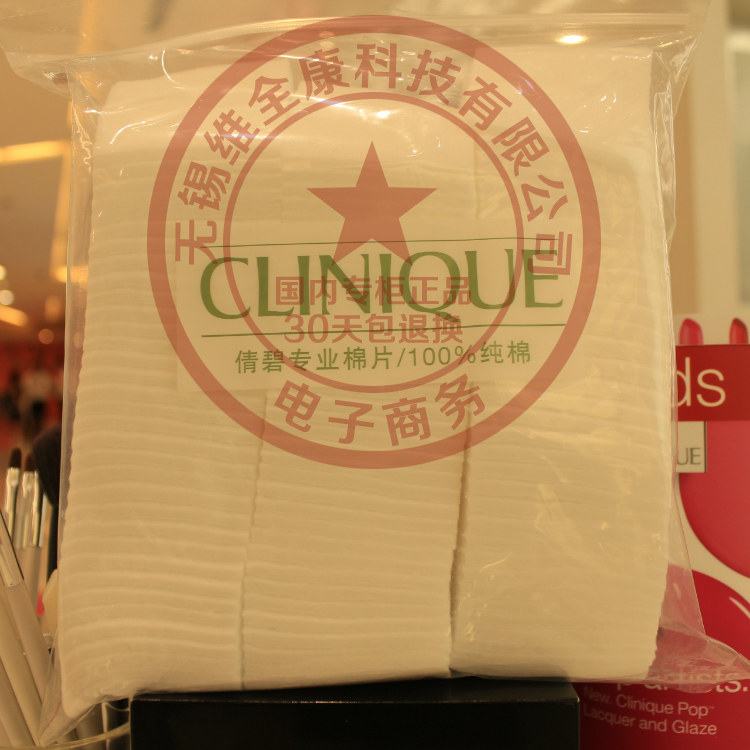 无锡维全康科技有限公司
CLINIQUE
国内专柜正品
30天包退换
倩碧专业棉片/100%纯棉
电子商务
ds
UE
New. Clinique Pop™
Lacquer and Glaze